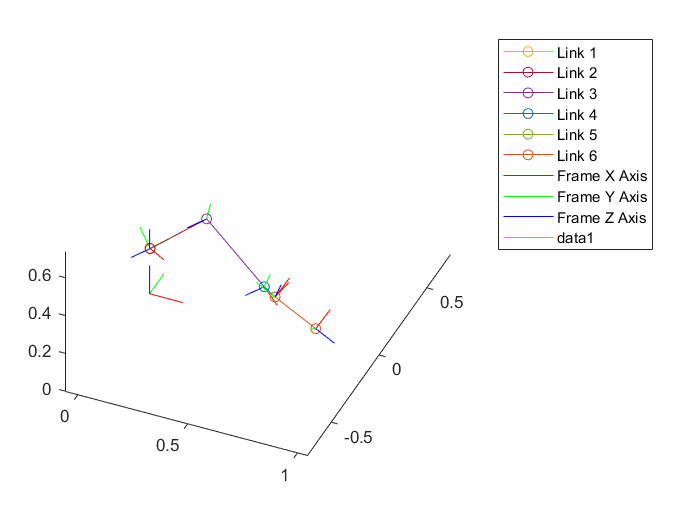 Link 1
Link 2
Link 3
Link 4
Link 5
Link 6
Frame X Axis
Frame Y Axis
Frame Z Axis
data1
0.6
0.4
0.2
0
0
0.5
1
-0.5
0
0.5